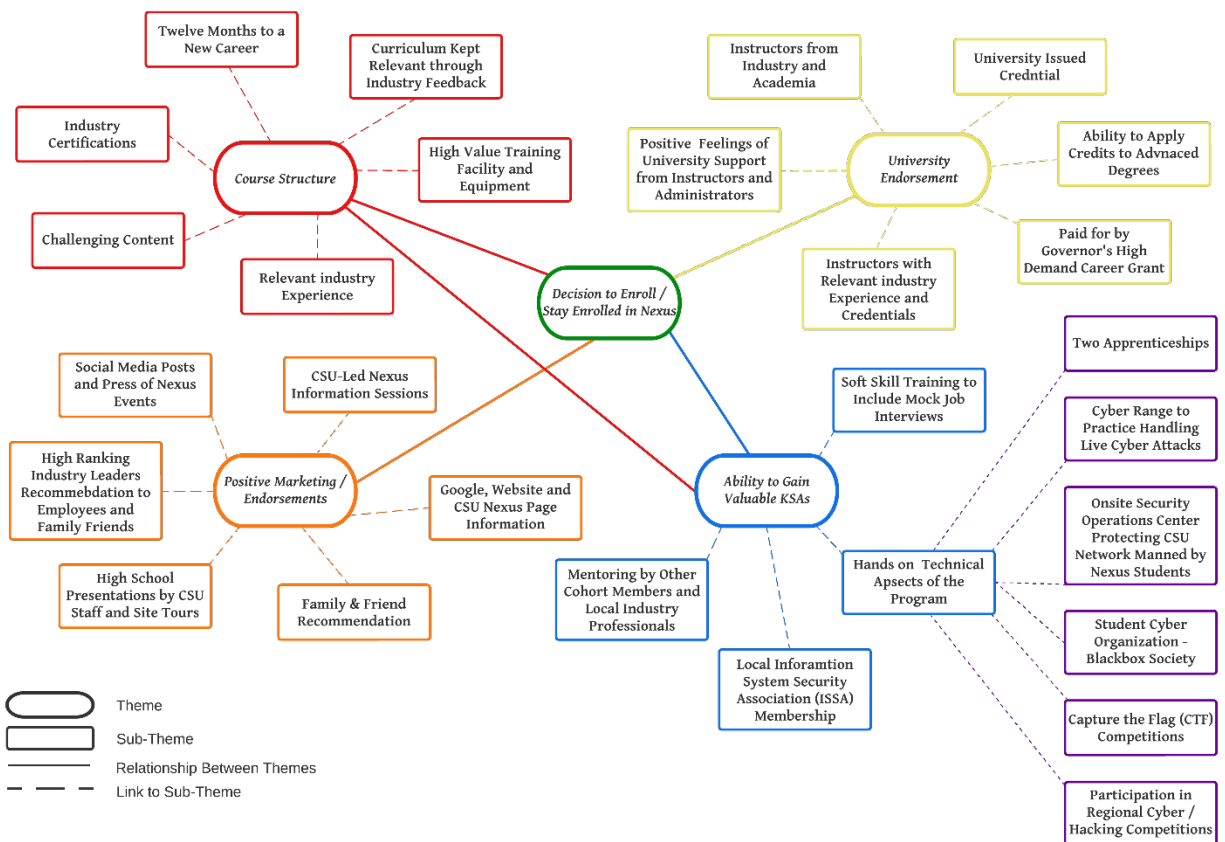 Twelve Months to a
New Career
Curriculum Kept
Relevant through
Industry Feedback
Industry
Certifications
Course Structure
High Value Training
Facility and
Equipment
Challenging Content
Relevant industry
Experience
Instructors from
Industry and
Academia
University Issued
Credntial
Positive Feelings of
University Support
from Instructors and
Administrators
University
Endorsement
Ability to Apply
Credits to Advnaced
Degrees
Instructors with
Relevant industry
Experience and
Credentials
Paid for by
Governor's High
Demand Career Grant
Decision to Enroll /
Stay Enrolled in Nexus
Social Media Posts
and Press of Nexus
Events
CSU-Led Nexus
Information Sessions
High Ranking
Industry Leaders
Recommebdation to
Employees and
Family Friends
Positive Marketing /
Endorsements
Google, Website and
CSU Nexus Page
Information
High School
Presentations by CSU
Staff and Site Tours
Family & Friend
Recommendation
Soft Skill Training to
Include Mock Job
Interviews
Ability to Gain
Valuable KSAs
Mentoring by Other
Cohort Members and
Local Industry
Professionals
Local Inforamtion
System Security
Association (ISSA)
Membership
Hands on Technical
Apsects of the
Program
Two Apprenticeships
Cyber Range to
Practice Handling
Live Cyber Attacks
Onsite Security
Operations Center
Protecting CSU
Network Manned by
Nexus Students
Student Cyber
Organization -
Blackbox Society
Capture the Flag (CTF)
Competitions
Participation in
Regional Cyber /
Hacking Competitions
Theme
Sub-Theme
Relationship Between Themes
Link to Sub-Theme